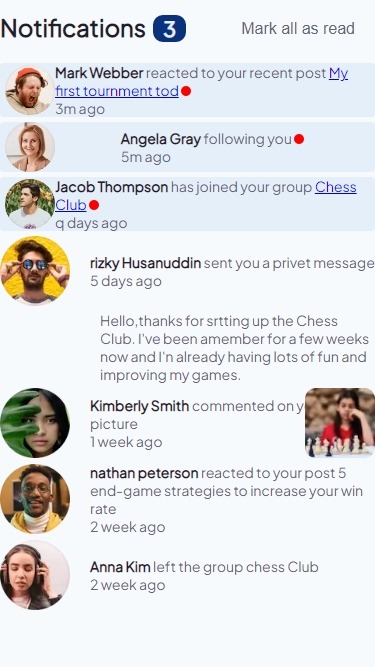 Notifications 3 Mark all as read
Mark Webber reacted to your recent post My
first tournment tod
3m ago
Angela Gray following you
5m ago
Jacob Thompson has joined your group Chess
Club
q days ago
rizky Husanuddin sent you a privet message
5 days ago
Hello,thanks for srtting up the Chess
Club. I've been amember for a few weeks
now and I'n already having lots of fun and
improving my games.
Kimberly Smith commented on y
picture
1 week ago
nathan peterson reacted to your post 5
end-game strategies to increase your win
rate
2 week ago
Anna Kim left the group chess Club
2 week ago